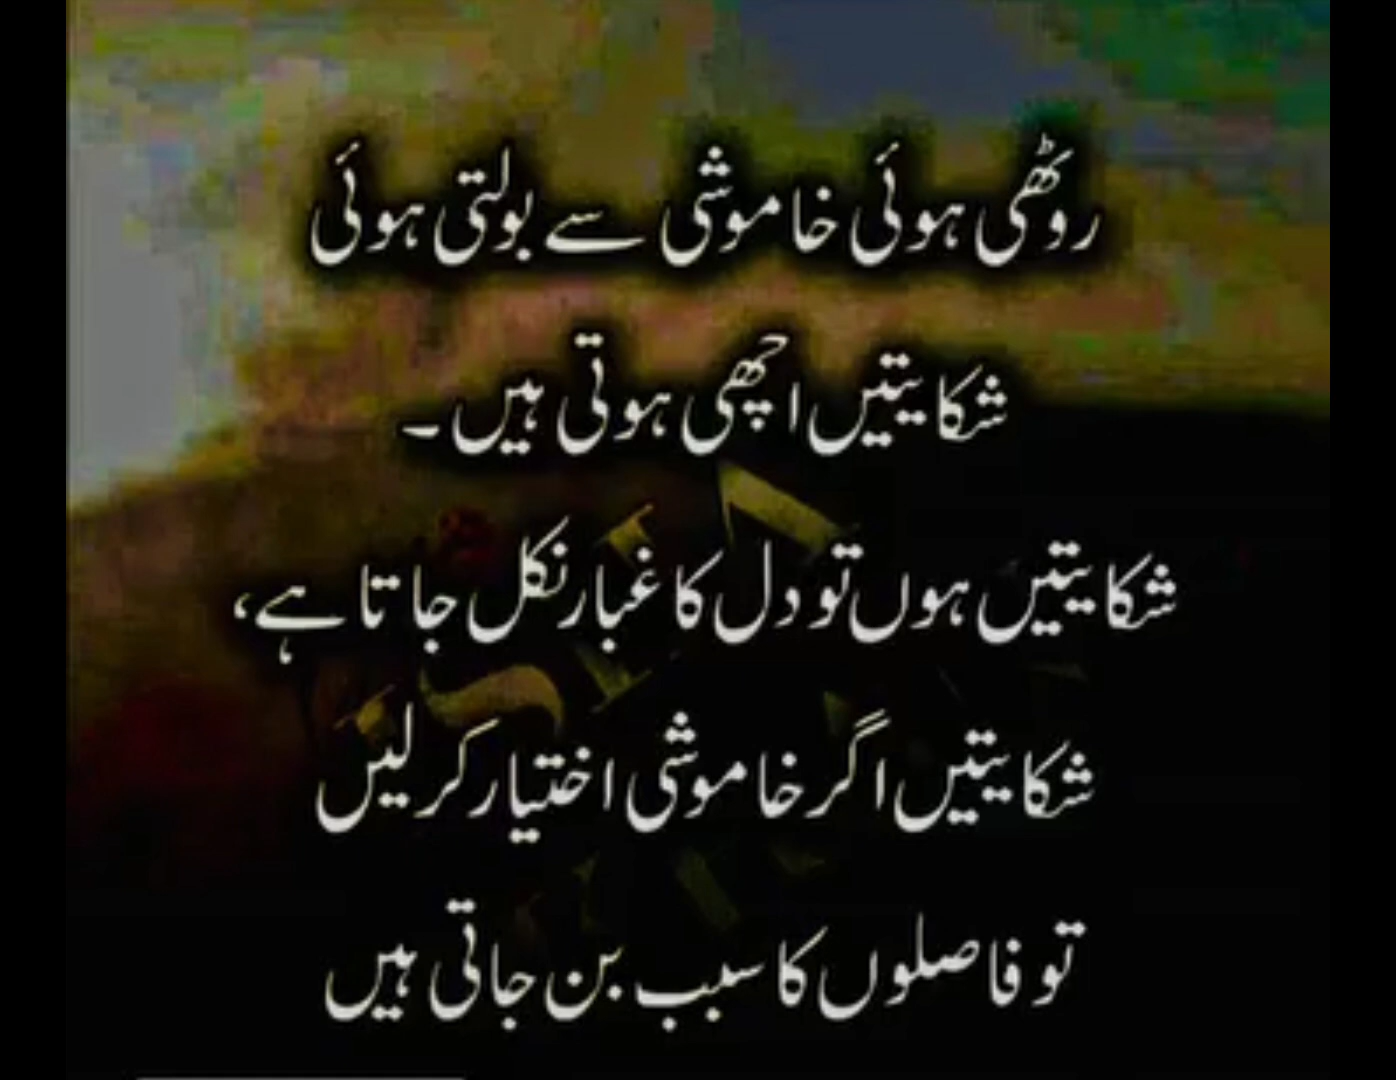 روٹھی ہوئی خاموشی سے بولتی ہوئی
شکایتیں اچھی ہوتی ہیں۔
شکایتیں ہوں تو دل کا غبار نکل جاتا ہے،
شکایتیں اگر خاموشی اختیار کر لیں
تو فاصلوں کا سبب بن جاتی ہیں